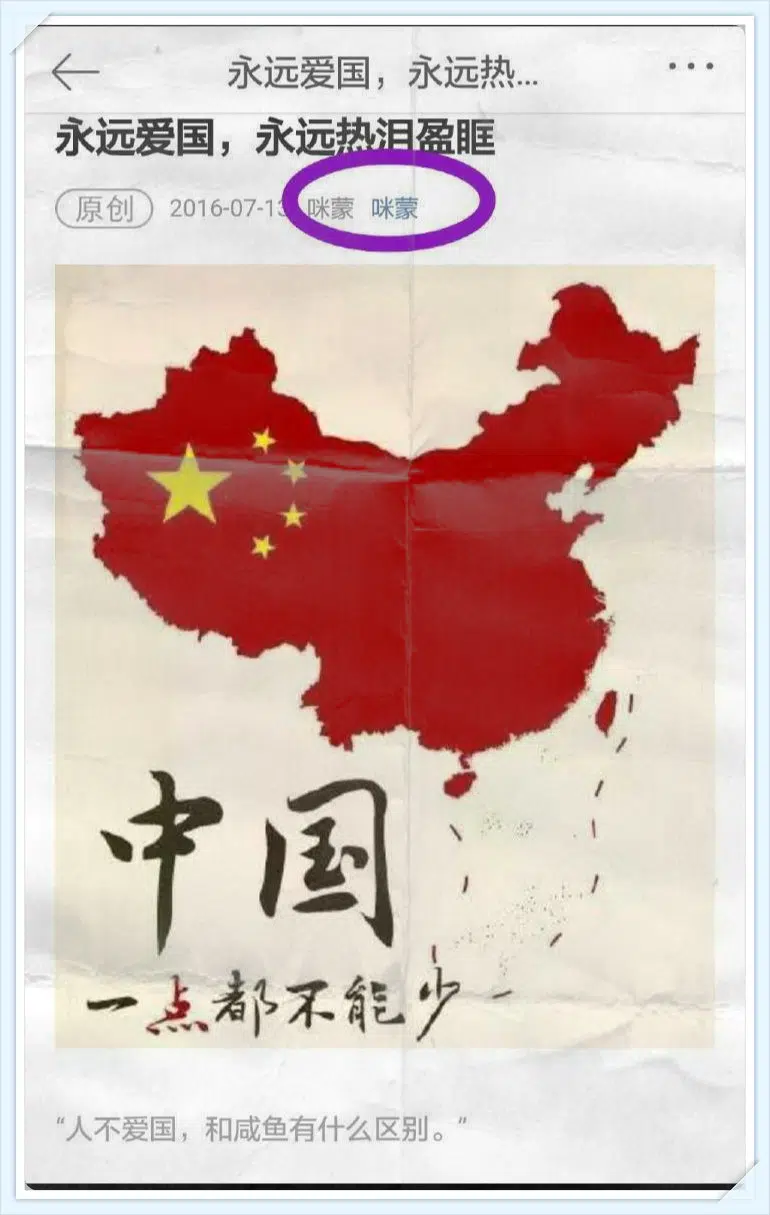 永远爱国，永远热...
永远爱国，永远热泪盈眶
原创 2016-07-13 咪蒙 咪蒙
中国
一点都不能少
“人不爱国，和咸鱼有什么区别。”